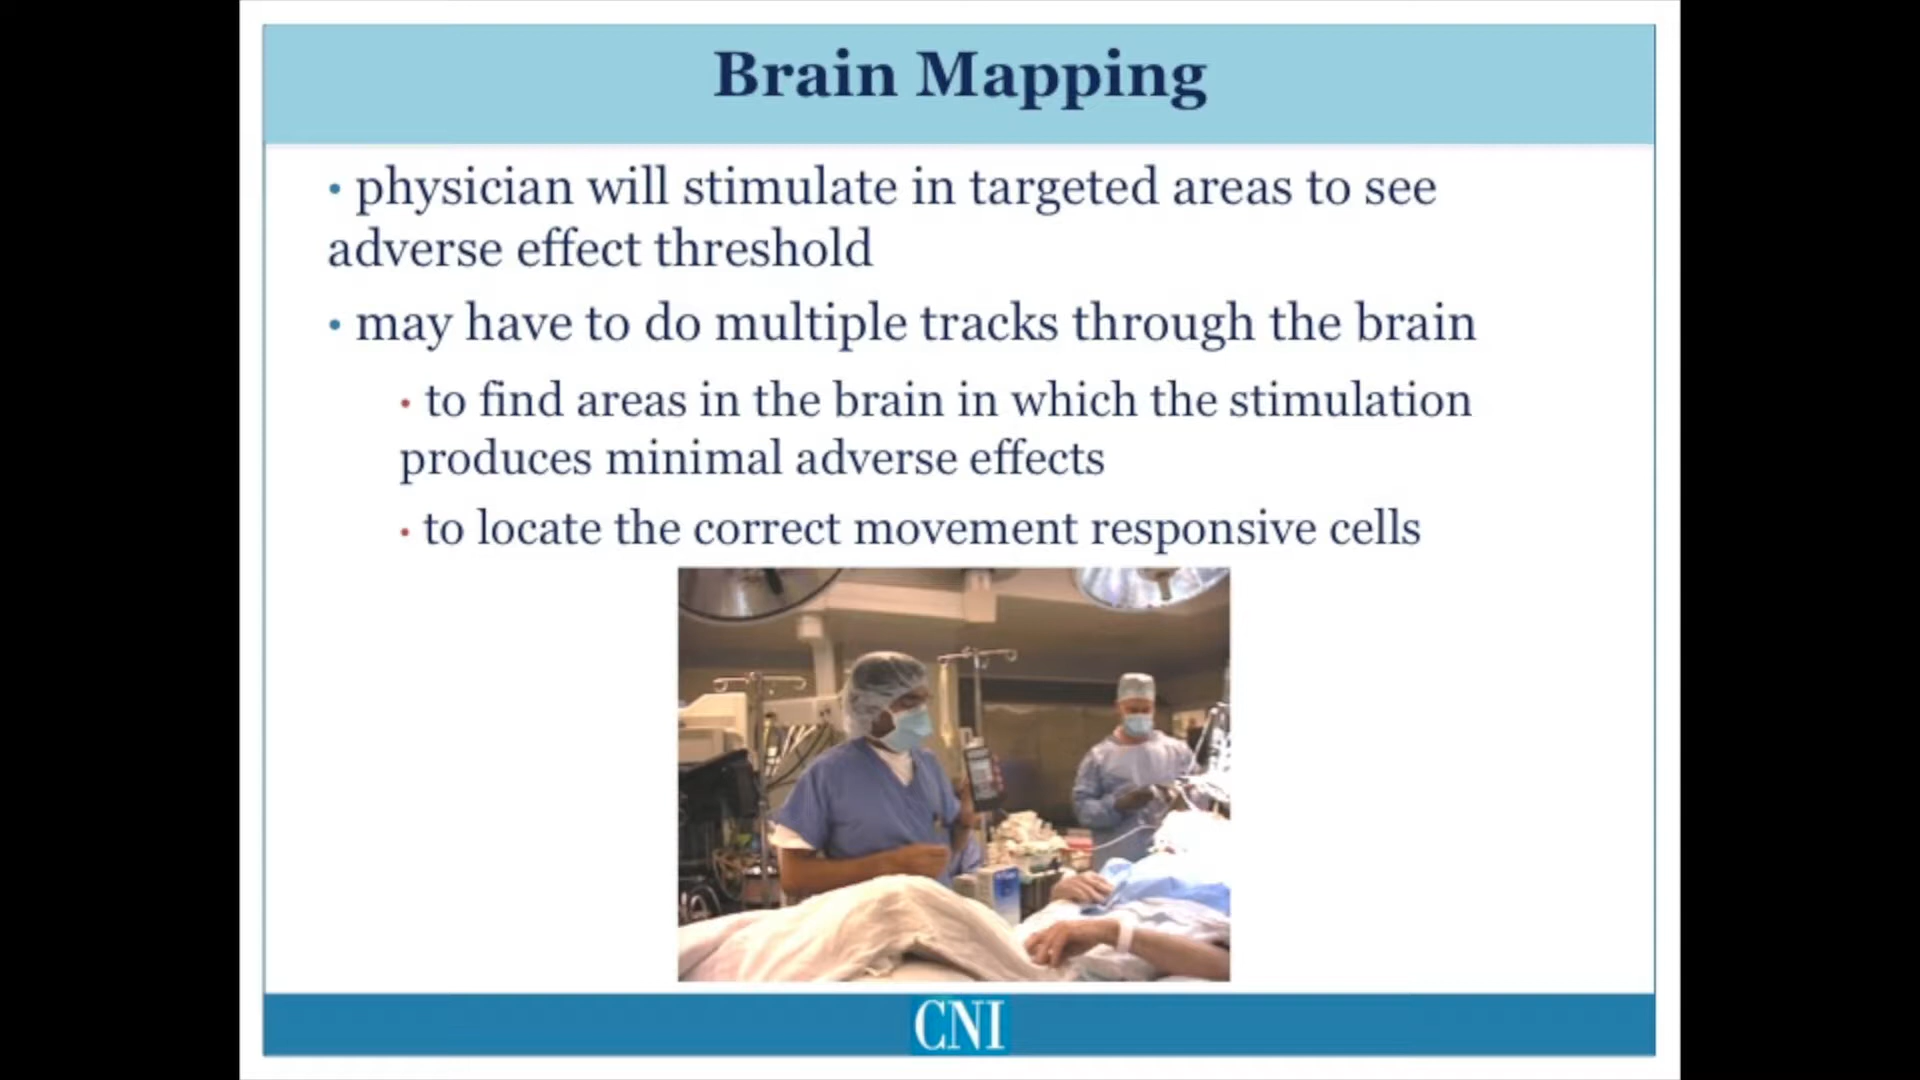 Brain Mapping
• physician will stimulate in targeted areas to see
adverse effect threshold
• may have to do multiple tracks through the brain
• to find areas in the brain in which the stimulation
produces minimal adverse effects
• to locate the correct movement responsive cells
CNI